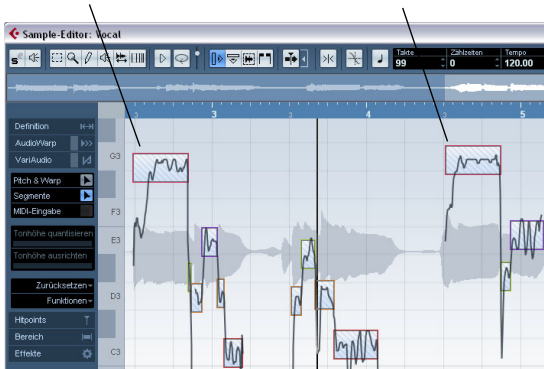 Sample-Editor: Vocal
Takte Zählzeiten Tempo
99 0 120.00
3 4 5
Definition
AudioWarp
VariAudio
Pitch & Warp
Segmente
MIDI-Eingabe
Tonhöhe quantisieren
Tonhöhe ausrichten
Zurücksetzen
Funktionen
Hitpoints
Bereich
Effekte
G3
F3
E3
D3
C3